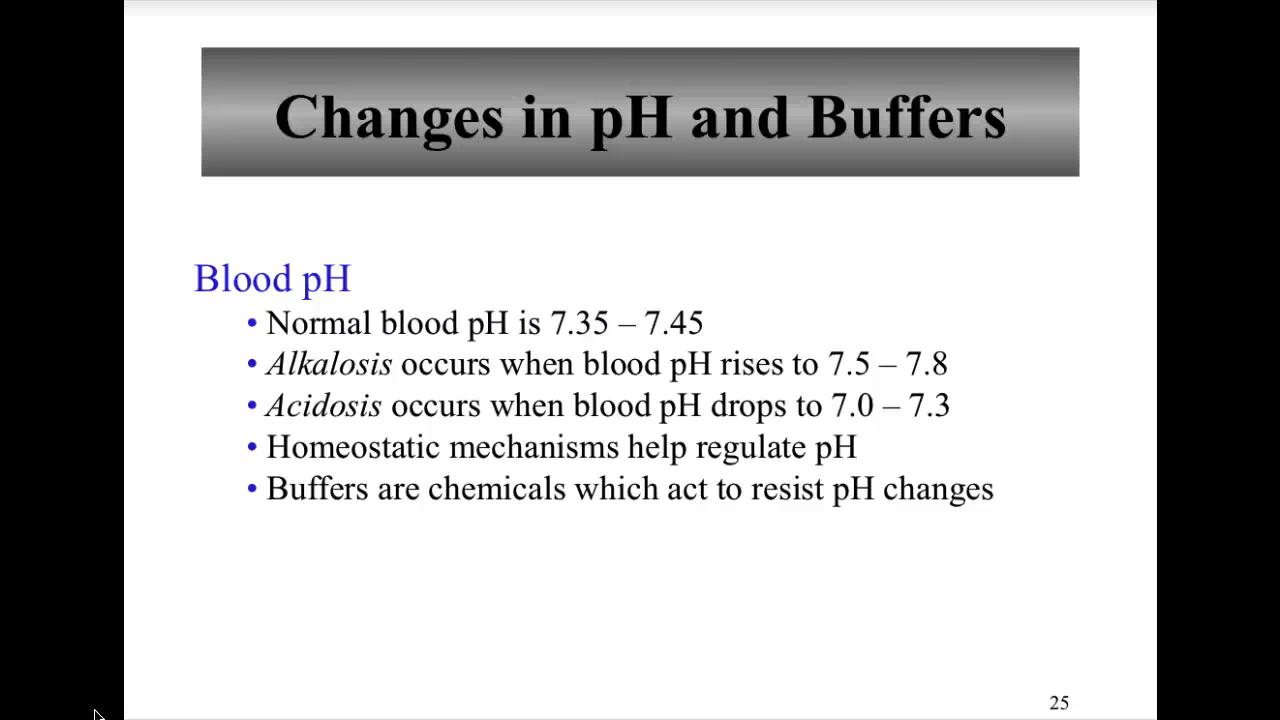 Changes in pH and Buffers
Blood pH
• Normal blood pH is 7.35 – 7.45
• Alkalosis occurs when blood pH rises to 7.5 – 7.8
• Acidosis occurs when blood pH drops to 7.0 – 7.3
• Homeostatic mechanisms help regulate pH
• Buffers are chemicals which act to resist pH changes
25